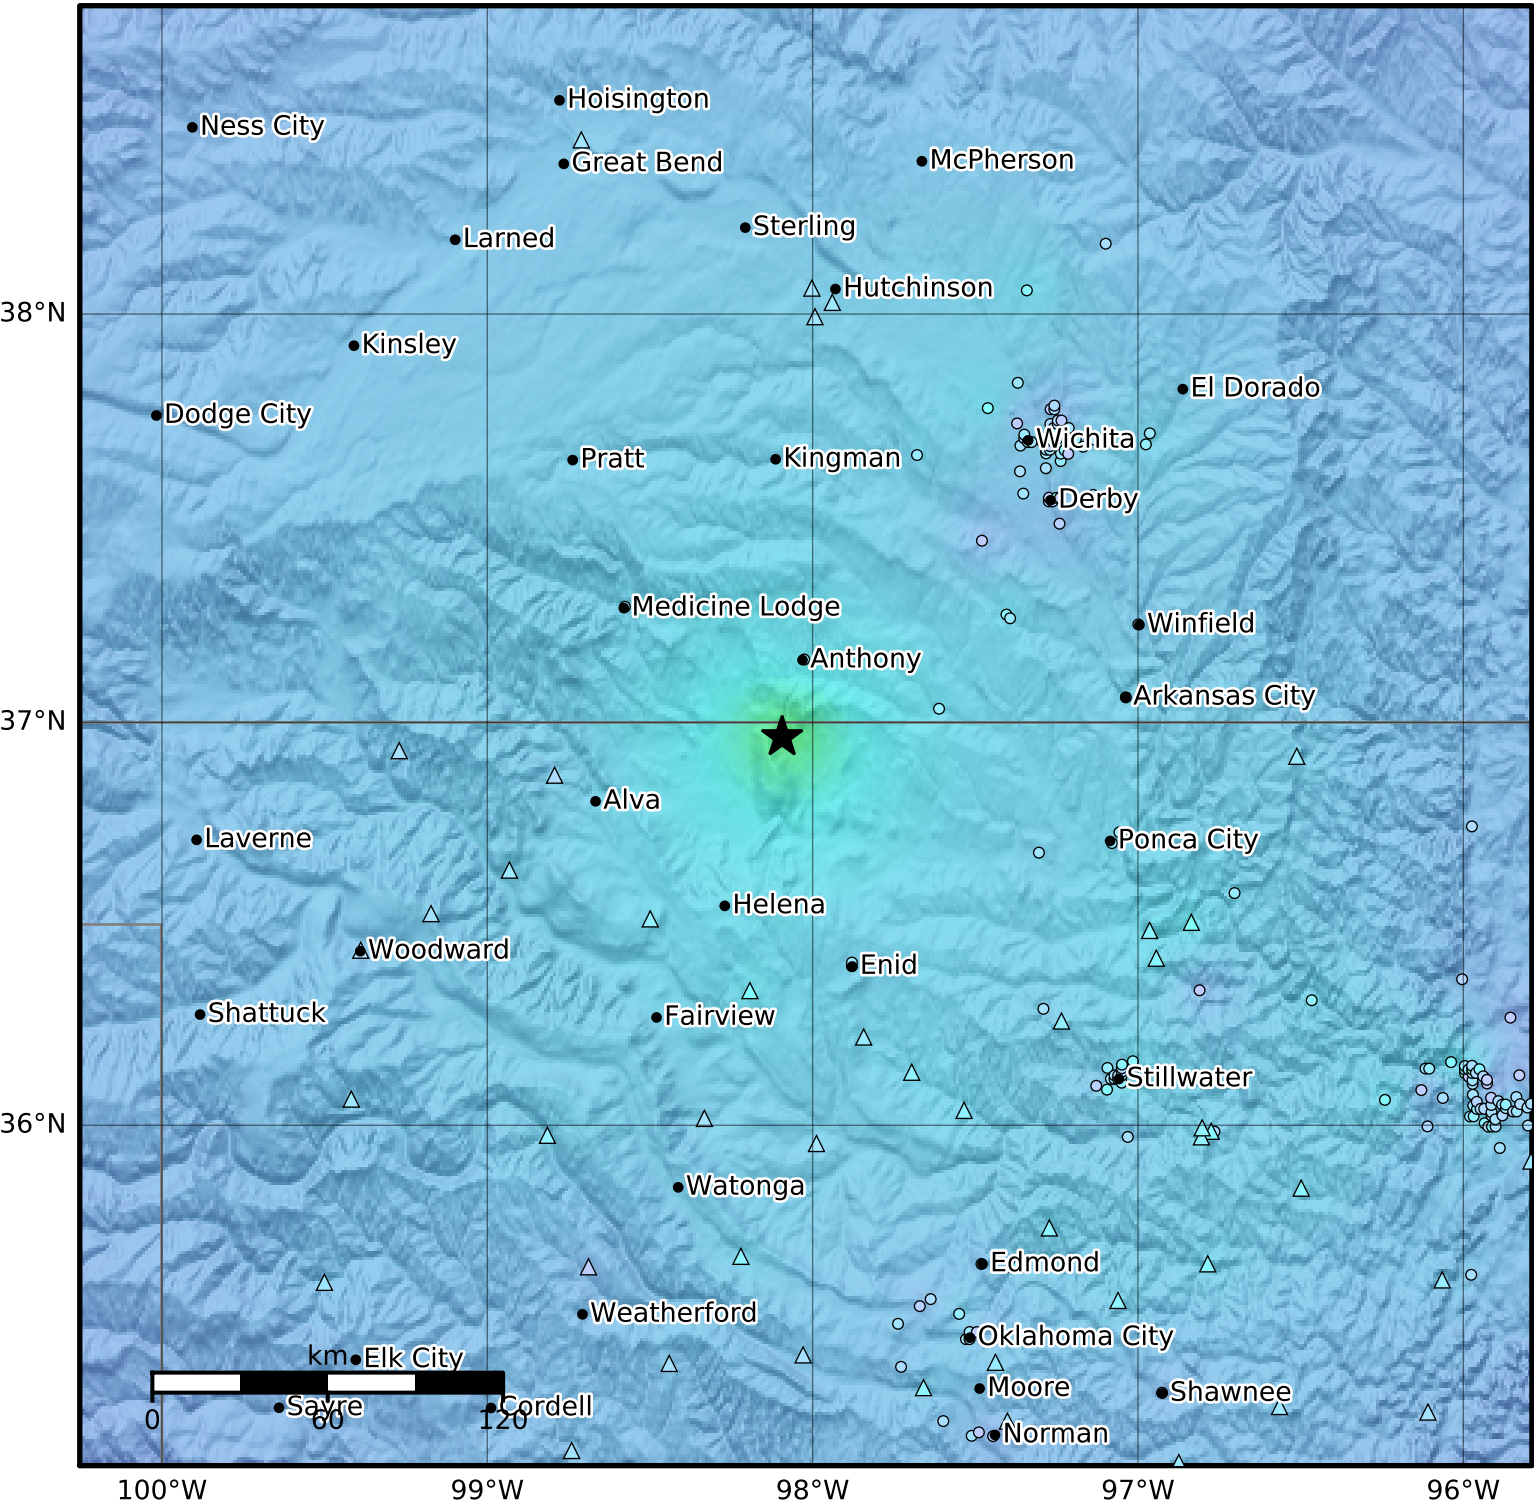 Hoisington
Ness City
Great Bend
McPherson
Sterling
Larned
Hutchinson
38°N
Kinsley
El Dorado
Dodge City
Wichita
Pratt
Kingman
Derby
Medicine Lodge
Winfield
Anthony
Arkansas City
37°N
Alva
Laverne
Ponca City
Helena
Woodward
Enid
Shattuck
Fairview
Stillwater
36°N
Watonga
Edmond
Weatherford
Oklahoma City
km
Elk City
Moore
Shawnee
Sayre
Cordell
0 60 120
Norman
100°W 99°W 98°W 97°W 96°W